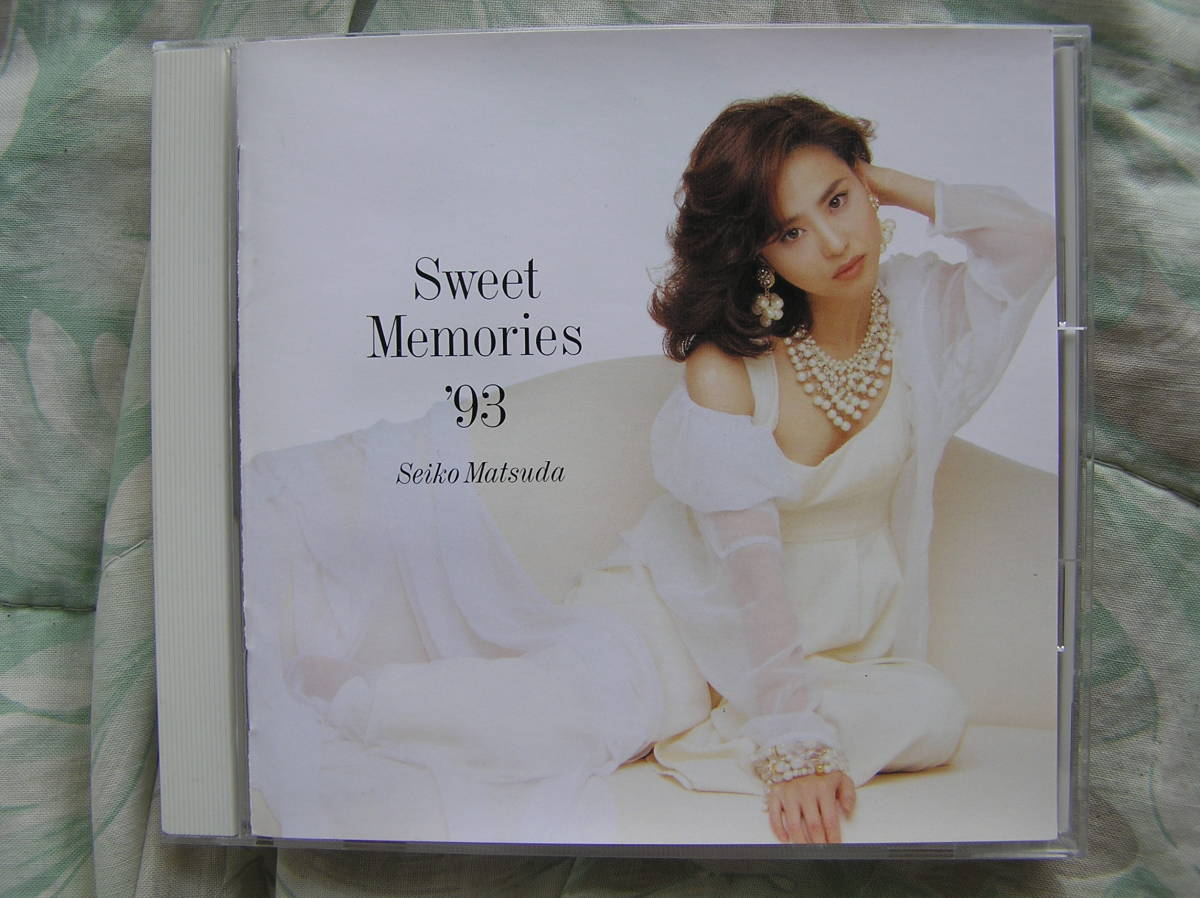 Sweet
Memories
’93
Seiko Matsuda